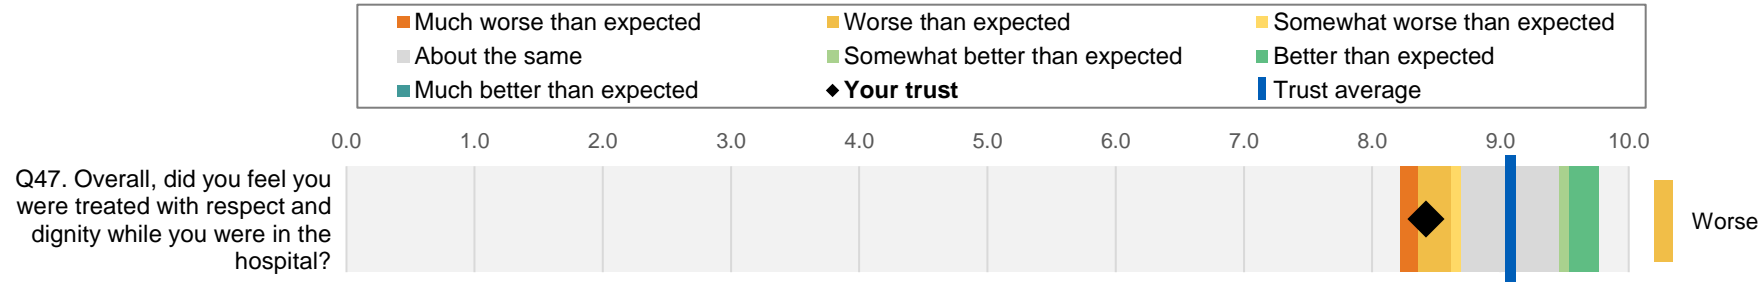 Much worse than expected
Worse than expected
Somewhat worse than expected
About the same
Somewhat better than expected
Better than expected
Much better than expected
Your trust
Trust average
0.0 1.0 2.0 3.0 4.0 5.0 6.0 7.0 8.0 9.0 10.0
Q47. Overall, did you feel you
were treated with respect and
dignity while you were in the
hospital?
Worse